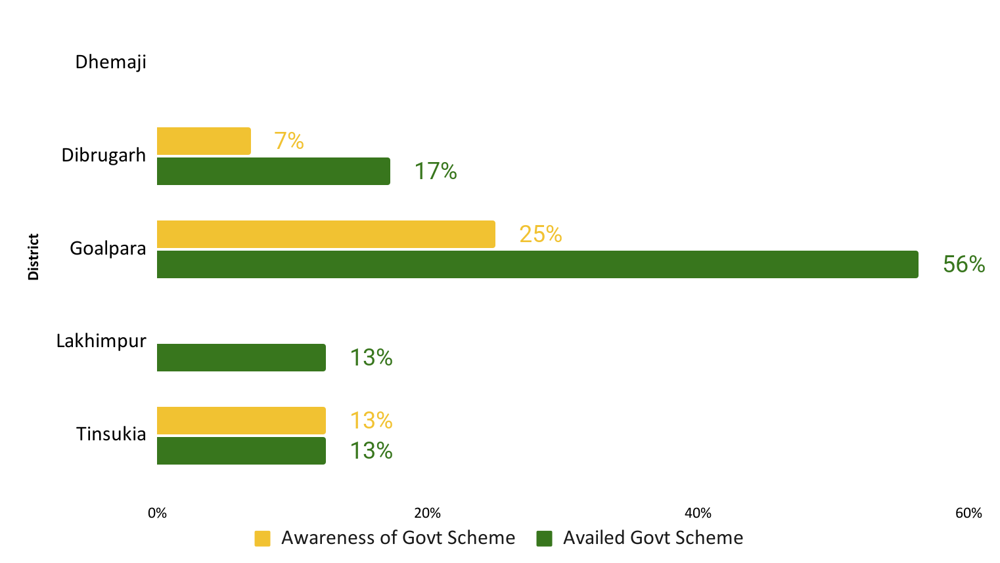 Dhemaji
Dibrugarh
7%
17%
District
Goalpara
25%
56%
Lakhimpur
13%
Tinsukia
13%
13%
0% 20% 40% 60%
Awareness of Govt Scheme Availed Govt Scheme